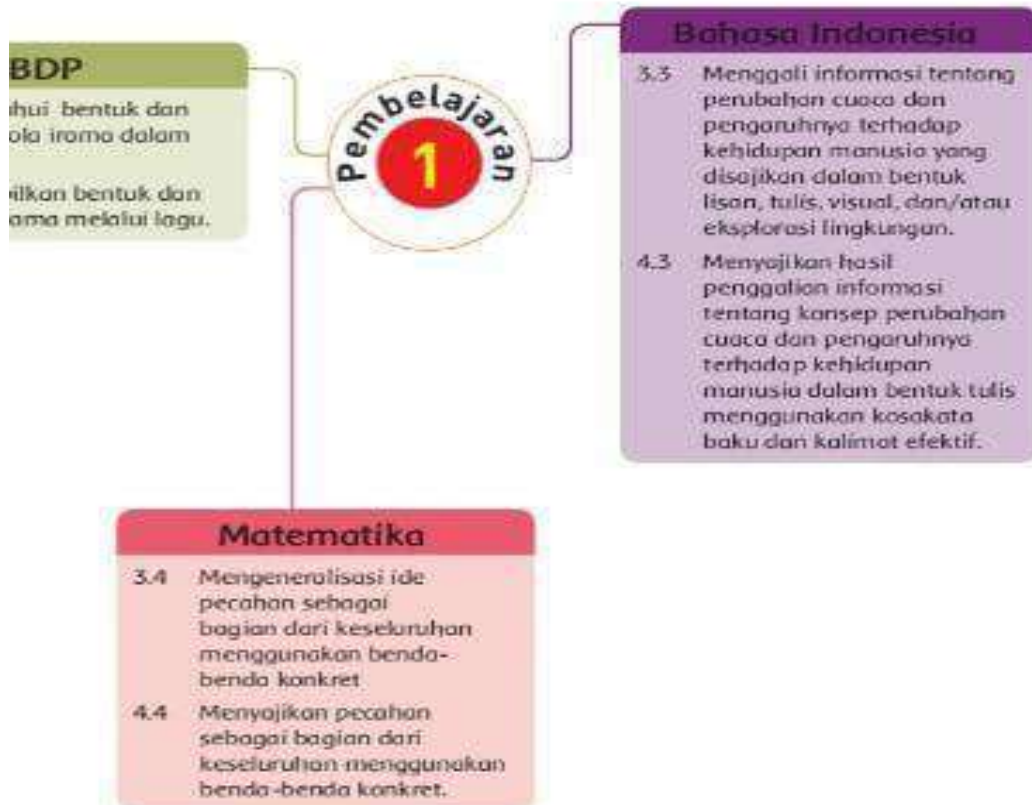 BDP
ahui bentuk dan
ola irama dalam
ilkan bentuk dan
ama melalui lagu.
Pembelajaran
1
Bahasa Indonesia
3.3 Menggali informasi tentang
perubahan cuaca dan
pengaruhnya terhadap
kehidupan manusia yang
disajikan dalam bentuk
lisan, tulis, visual, dan/atau
eksplorasi lingkungan.
4.3 Menyajikan hasil
penggalian informasi
tentang konsep perubahan
cuaca dan pengaruhnya
terhadap kehidupan
manusia dalam bentuk tulis
menggunakan kosakata
baku dan kalimat efektif.
Matematika
3.4 Mengeneralisasi ide
pecahan sebagai
bagian dari keseluruhan
menggunakan benda-
benda konkret
4.4 Menyajikan pecahan
sebagai bagian dari
keseluruhan menggunakan
benda-benda konkret.